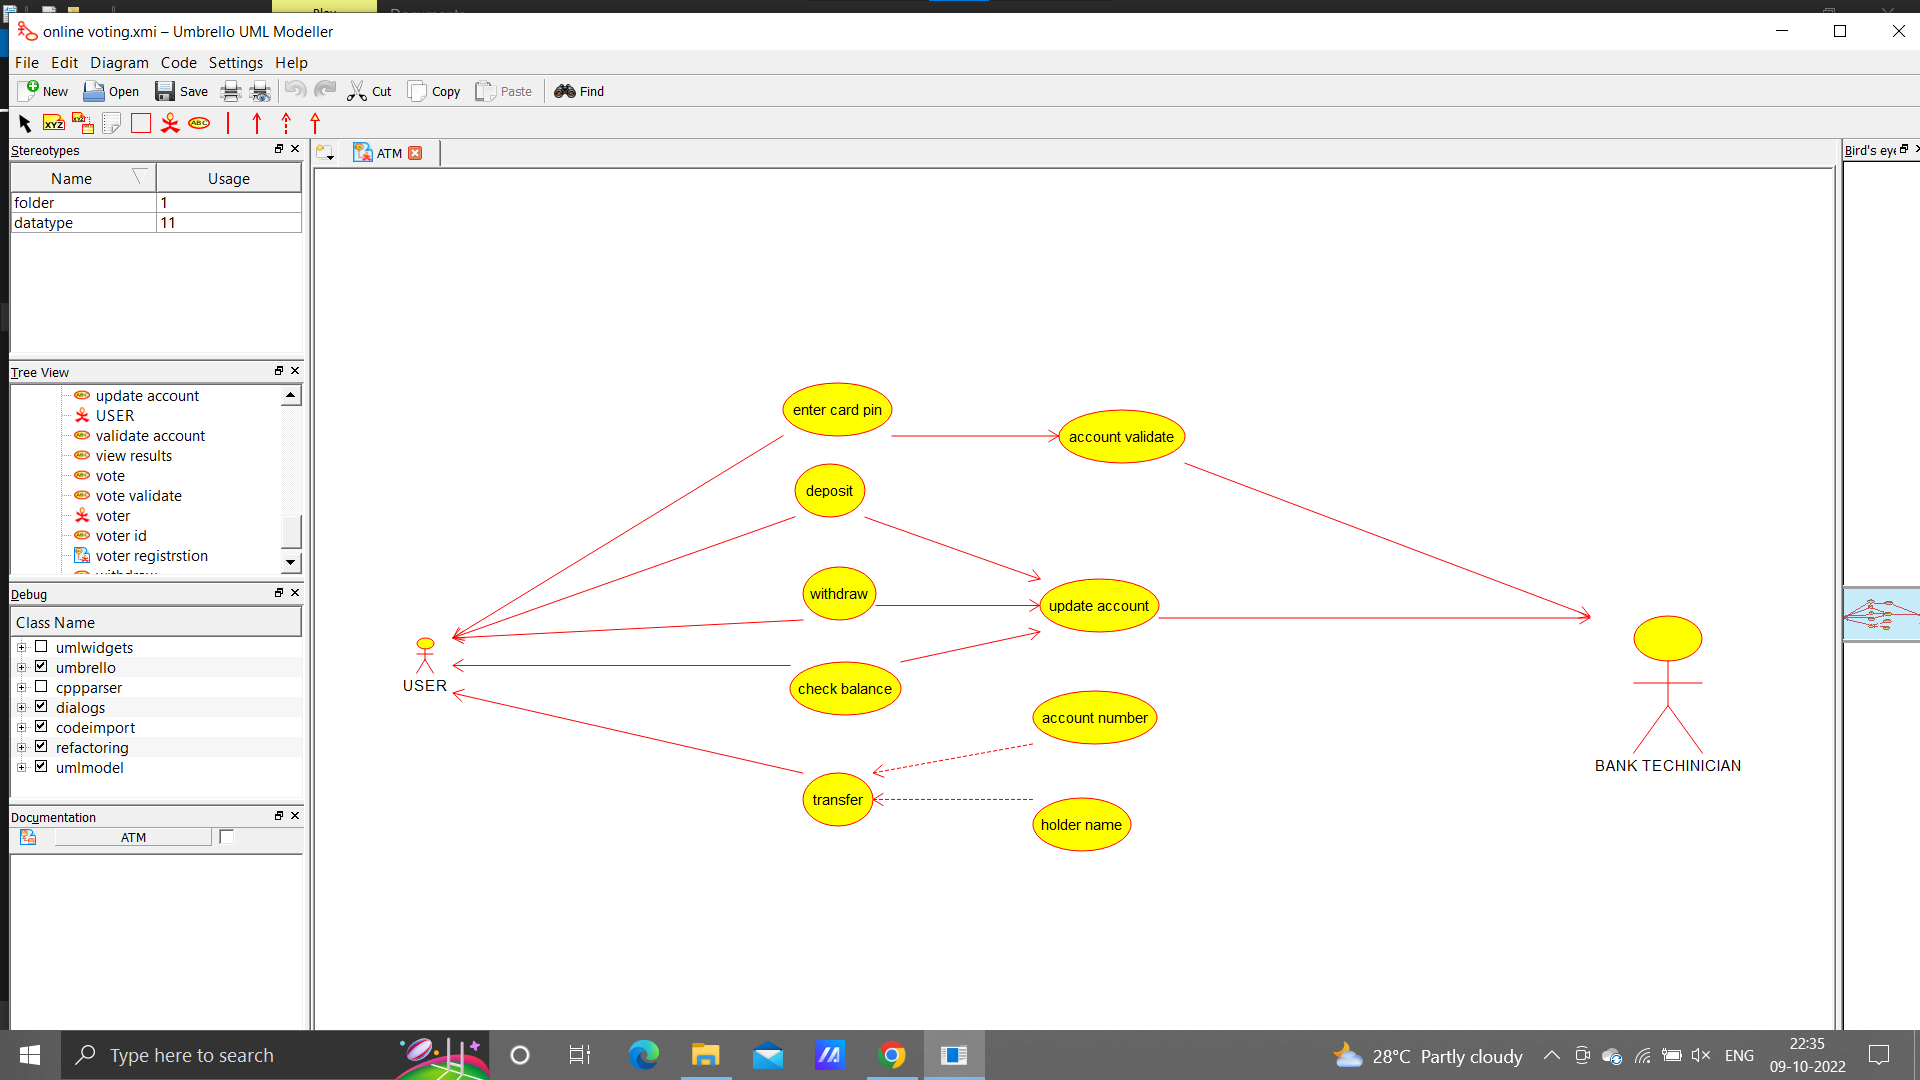 online voting.xmi – Umbrello UML Modeller
File Edit Diagram Code Settings Help
New Open Save Cut Copy Paste Find
XYZ ABC
Stereotypes
Name Usage
folder 1
datatype 11
Tree View
update account
USER
validate account
view results
vote
vote validate
voter
voter id
voter registrstion
Debug
Class Name
umlwidgets
umbrello
cppparser
dialogs
codeimport
refactoring
umlmodel
Documentation
ATM
ATM
enter card pin
account validate
deposit
withdraw
update account
check balance
account number
transfer
holder name
USER
BANK TECHINICIAN
Bird's eye
Type here to search
28°C Partly cloudy
ENG
22:35
09-10-2022